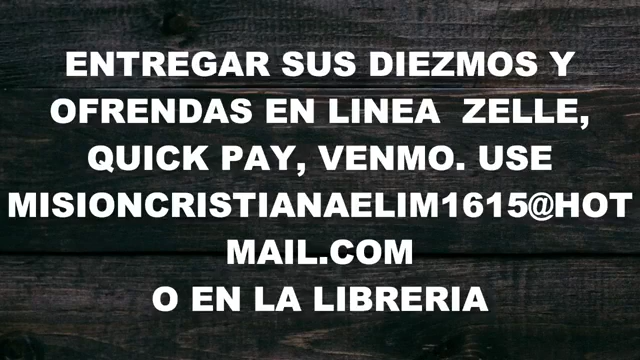 ENTREGAR SUS DIEZMOS Y
OFRENDAS EN LINEA  ZELLE,
QUICK PAY, VENMO. USE
MISIONCRISTIANAELIM1615@HOT
MAIL.COM
O EN LA LIBRERIA